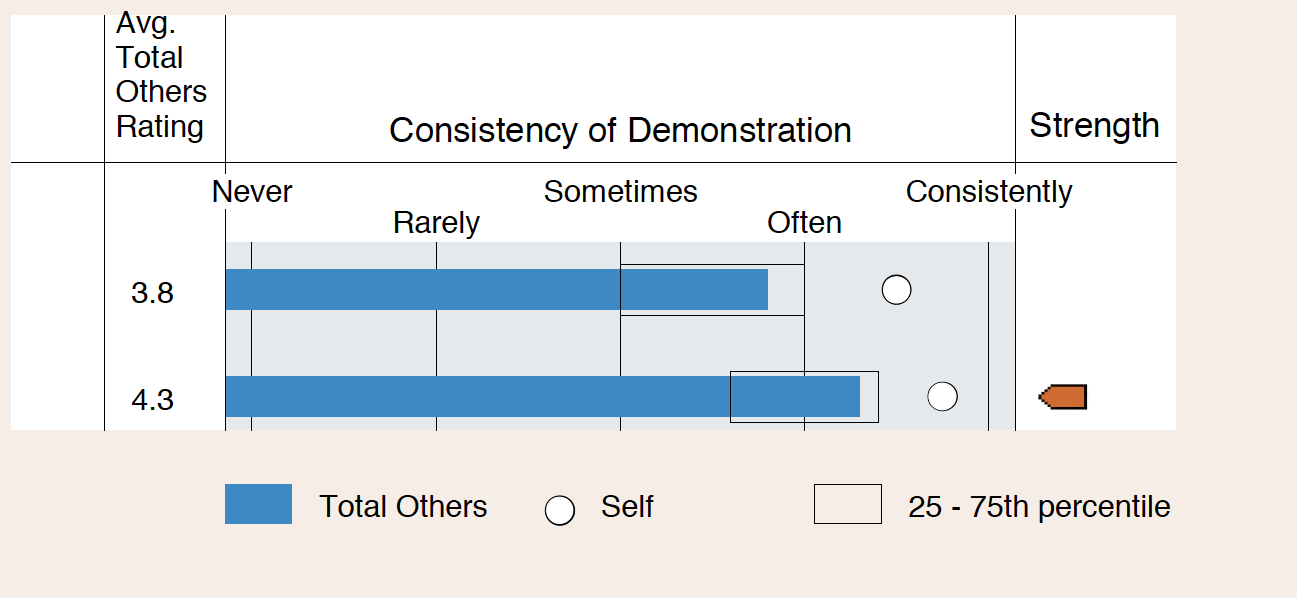 Avg.
Total
Others
Rating
Consistency of Demonstration
Strength
Never
Sometimes
Consistently
Rarely
Often
3.8
4.3
Total Others
Self
25 - 75th percentile